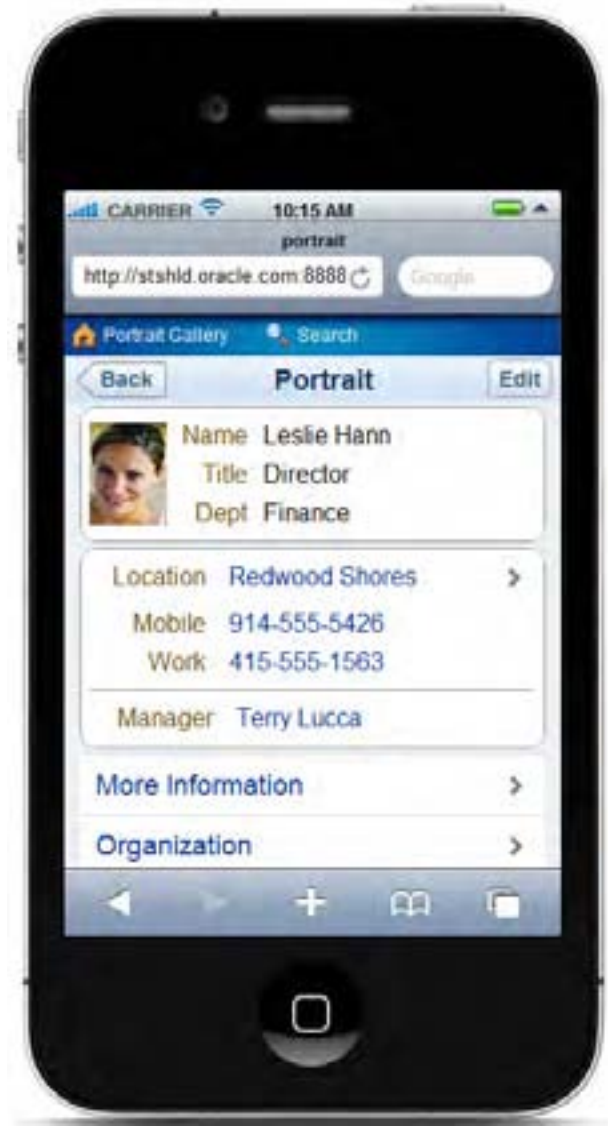 CARRIER 10:15 AM
portrait
http://stshld.oracle.com:8888 Google
Portrait Gallery Search
Back Portrait Edit
Name Leslie Hann
Title Director
Dept Finance
Location Redwood Shores
Mobile 914-555-5426
Work 415-555-1563
Manager Terry Lucca
More Information
Organization